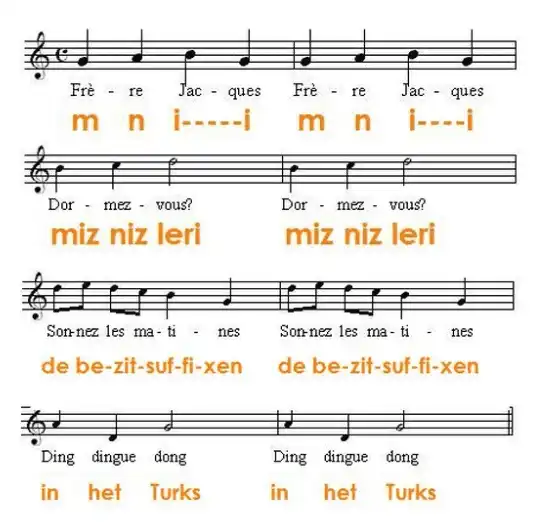 Frè - re Jac - ques Frè - re Jac - ques
m n i-----i m n i----i
Dor - mez - vous? Dor - mez - vous?
miz niz leri miz niz leri
Son-nez les ma-ti - nes Son-nez les ma-ti - nes
de be-zit-suf-fi-xen de be-zit-suf-fi-xen
Ding dingue dong Ding dingue dong
in het Turks in het Turks